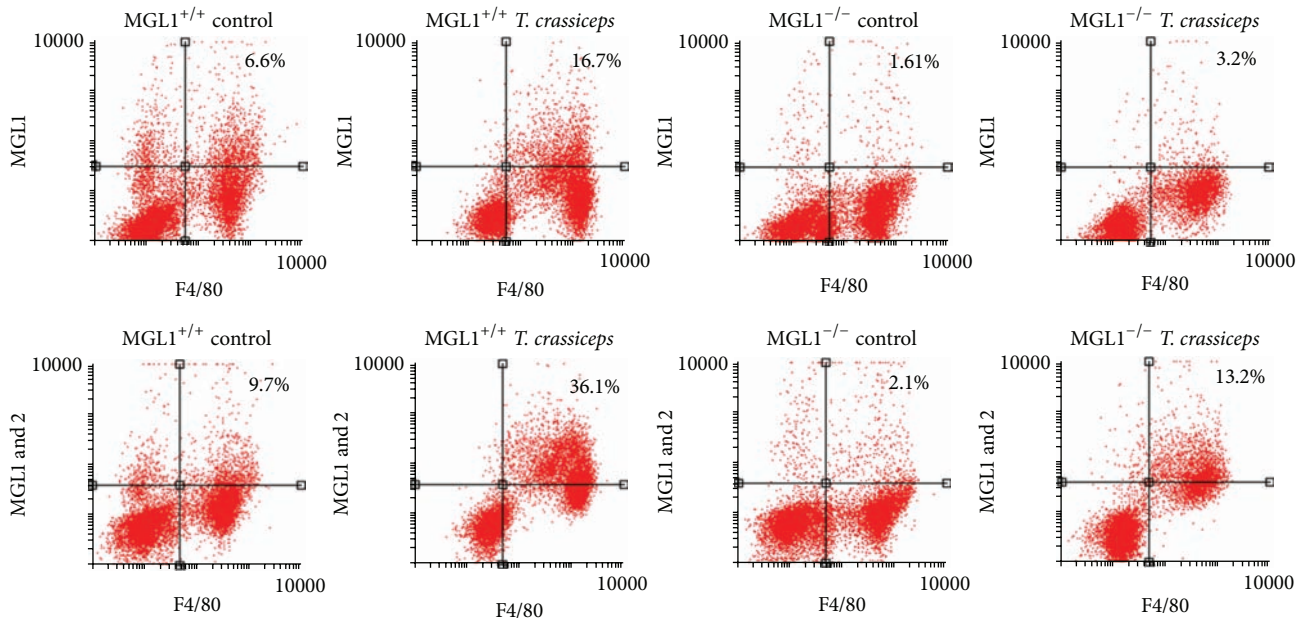 MGL1+/+ control
10000
6.6%
MGL1
10000
F4/80
MGL1+/+ T. crassiceps
10000
16.7%
MGL1
10000
F4/80
MGL1−/− control
10000
1.61%
MGL1
10000
F4/80
MGL1−/− T. crassiceps
10000
3.2%
MGL1
10000
F4/80
MGL1+/+ control
10000
9.7%
MGL1 and 2
10000
F4/80
MGL1+/+ T. crassiceps
10000
36.1%
MGL1 and 2
10000
F4/80
MGL1−/− control
10000
2.1%
MGL1 and 2
10000
F4/80
MGL1−/− T. crassiceps
10000
13.2%
MGL1 and 2
10000
F4/80